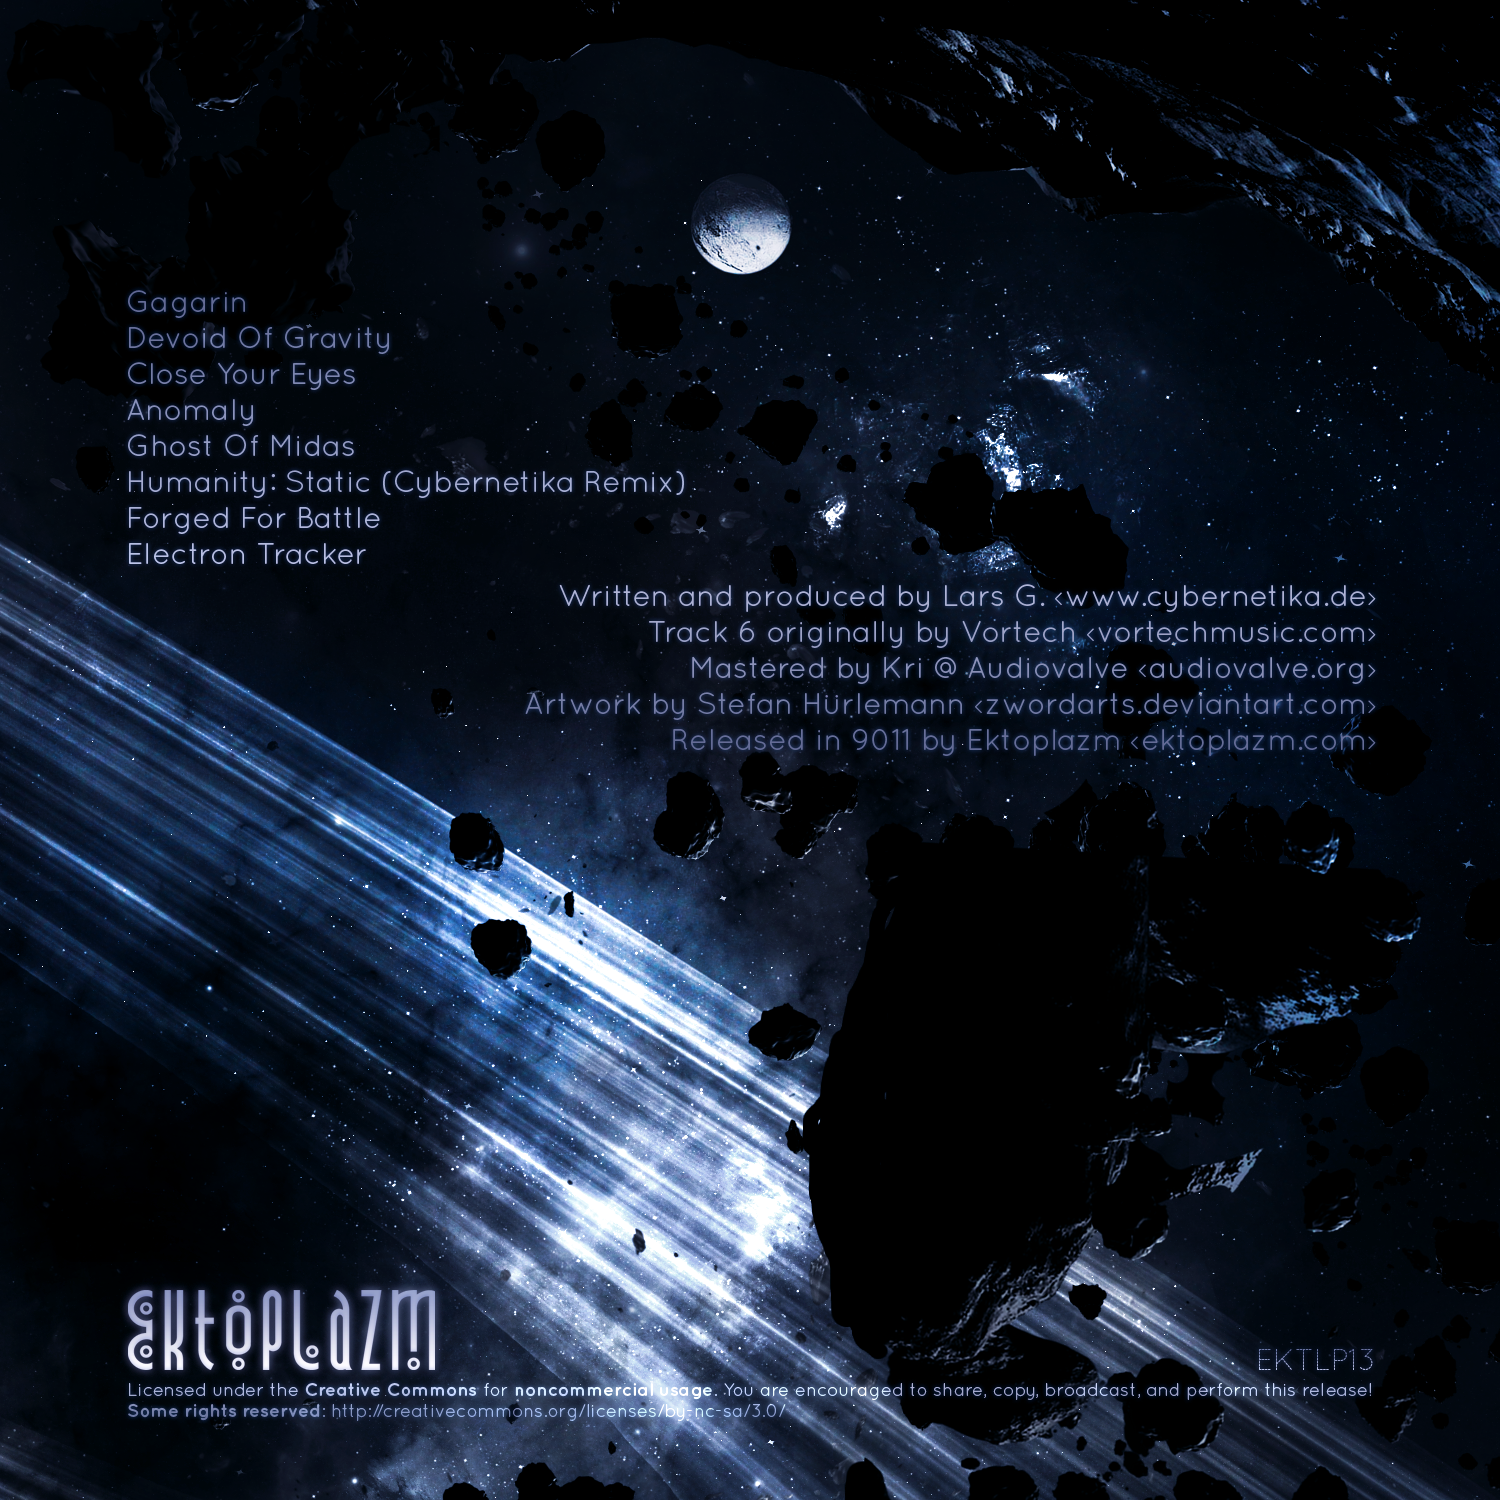 Gagarin
Devoid Of Gravity
Close Your Eyes
Anomaly
Ghost Of Midas
Humanity: Static (Cybernetika Remix)
Forged For Battle
Electron Tracker
Written and produced by Lars G. <www.cybernetika.de>
Track 6 originally by Vortech <vortechmusic.com>
Mastered by Kri @ Audiovalve <audiovalve.org>
Artwork by Stefan Hürlemann <zwordarts.deviantart.com>
Released in 9011 by Ektoplazm <ektoplazm.com>
EKTOPLAZM
EKTLP13
Licensed under the Creative Commons for noncommercial usage. You are encouraged to share, copy, broadcast, and perform this release!
Some rights reserved: http://creativecommons.org/licenses/by-nc-sa/3.0/